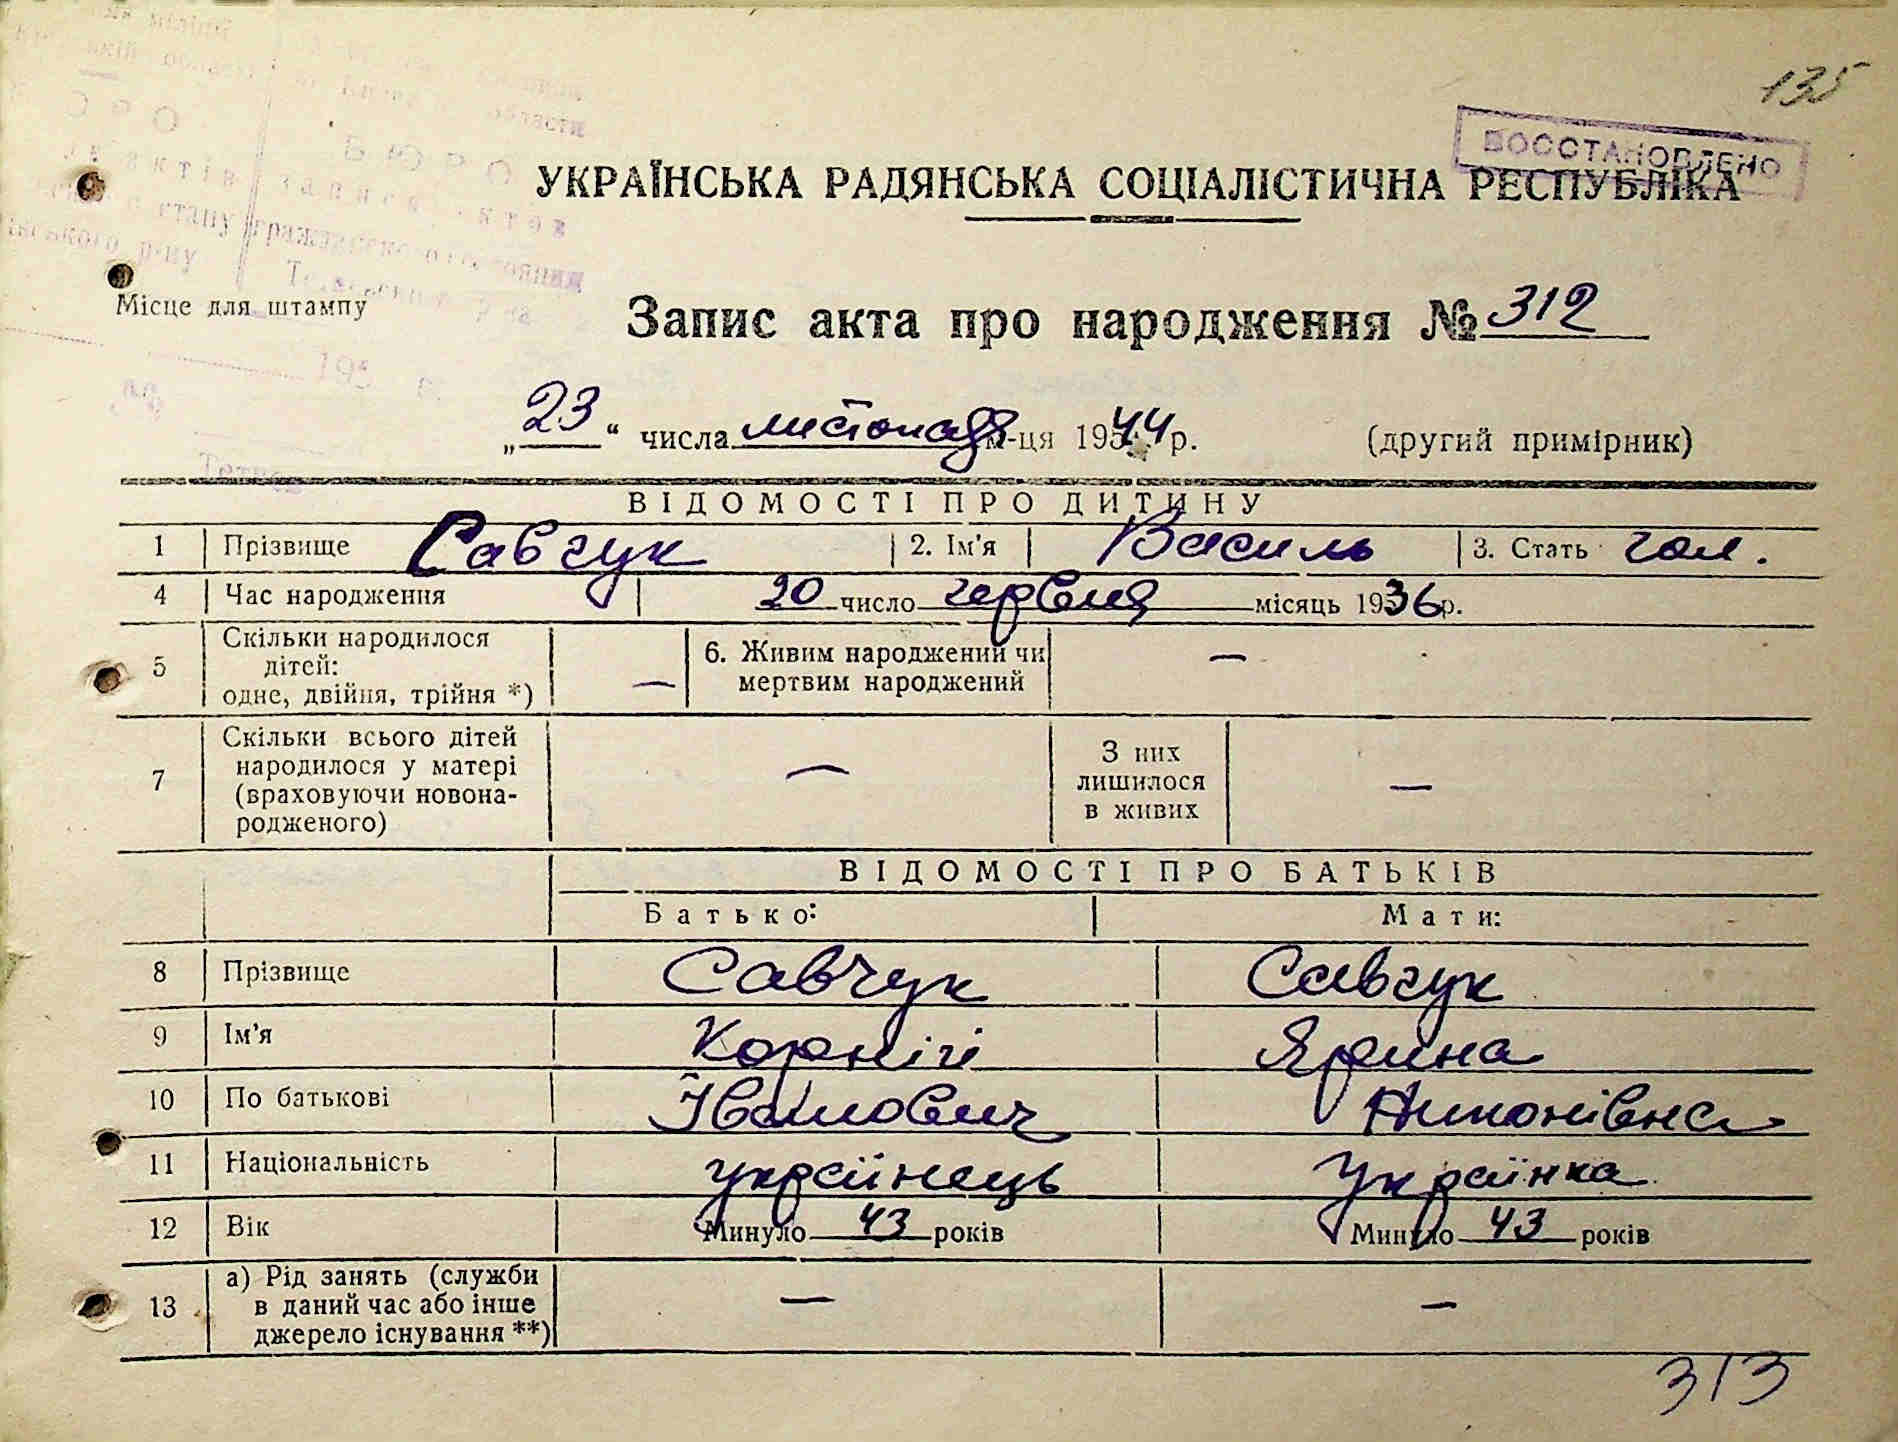 135
ВОССТАНОВЛЕНО
УКРАЇНСЬКА РАДЯНСЬКА СОЦІАЛІСТИЧНА РЕСПУБЛІКА
Місце для штампу
Запис акта про народження № 312
„23“ числа листопада м-ця 1944 р. (другий примірник)
ВІДОМОСТІ ПРО ДИТИНУ
1 Прізвище Савчук 2. Ім'я Василь 3. Стать чол.
4 Час народження 20 число червня місяць 1936р.
5 Скільки народилося дітей: одне, двійня, трійня *) — 6. Живим народжений чи мертвим народжений —
7 Скільки всього дітей народилося у матері (враховуючи новонародженого) — З них лишилося в живих —
ВІДОМОСТІ ПРО БАТЬКІВ
Батько: Мати:
8 Прізвище Савчук Савчук
9 Ім'я Корній Ярина
10 По батькові Іванович Антонівна
11 Національність українець Українка
12 Вік Минуло 43 років Минуло 43 років
13 а) Рід занять (служби в даний час або інше джерело існування **) — —
313